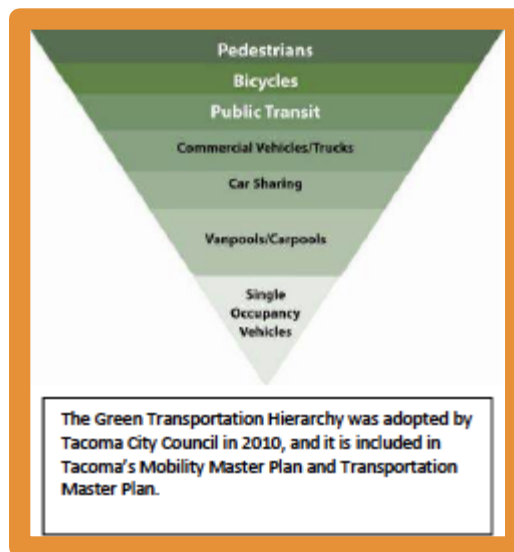 Pedestrians
Bicycles
Public Transit
Commercial Vehicles/Trucks
Car Sharing
Vanpools/Carpools
Single
Occupancy
Vehicles
The Green Transportation Hierarchy was adopted by
Tacoma City Council in 2010, and it is included in
Tacoma's Mobility Master Plan and Transportation
Master Plan.